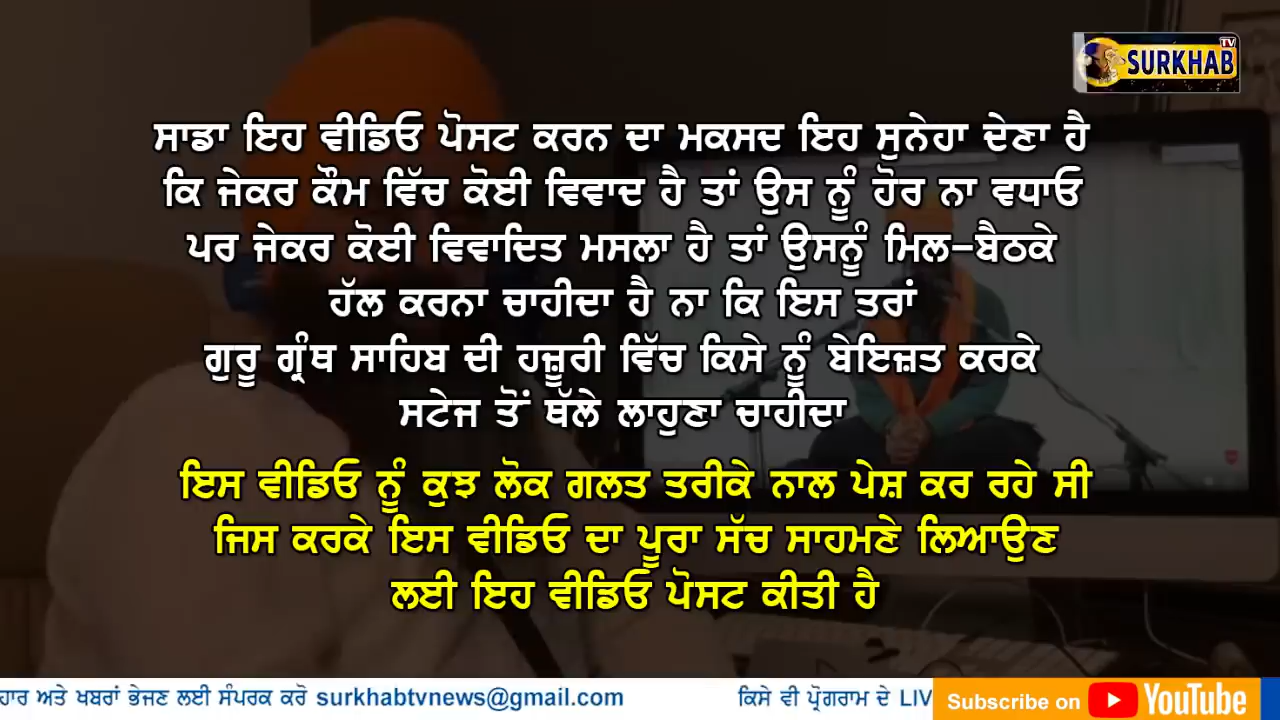 TV
SURKHAB
ਸਾਡਾ ਇਹ ਵੀਡਿਓ ਪੋਸਟ ਕਰਨ ਦਾ ਮਕਸਦ ਇਹ ਸੁਨੇਹਾ ਦੇਣਾ ਹੈ
ਕਿ ਜੇਕਰ ਕੌਮ ਵਿੱਚ ਕੋਈ ਵਿਵਾਦ ਹੈ ਤਾਂ ਉਸ ਨੂੰ ਹੋਰ ਨਾ ਵਧਾਓ
ਪਰ ਜੇਕਰ ਕੋਈ ਵਿਵਾਦਿਤ ਮਸਲਾ ਹੈ ਤਾਂ ਉਸਨੂੰ ਮਿਲ-ਬੈਠਕੇ
ਹੱਲ ਕਰਨਾ ਚਾਹੀਦਾ ਹੈ ਨਾ ਕਿ ਇਸ ਤਰਾਂ
ਗੁਰੂ ਗ੍ਰੰਥ ਸਾਹਿਬ ਦੀ ਹਜ਼ੂਰੀ ਵਿੱਚ ਕਿਸੇ ਨੂੰ ਬੇਇਜ਼ਤ ਕਰਕੇ
ਸਟੇਜ ਤੋਂ ਥੱਲੇ ਲਾਹੁਣਾ ਚਾਹੀਦਾ
ਇਸ ਵੀਡਿਓ ਨੂੰ ਕੁਝ ਲੋਕ ਗਲਤ ਤਰੀਕੇ ਨਾਲ ਪੇਸ਼ ਕਰ ਰਹੇ ਸੀ
ਜਿਸ ਕਰਕੇ ਇਸ ਵੀਡਿਓ ਦਾ ਪੂਰਾ ਸੱਚ ਸਾਹਮਣੇ ਲਿਆਉਣ
ਲਈ ਇਹ ਵੀਡਿਓ ਪੋਸਟ ਕੀਤੀ ਹੈ
ਹਾਰ ਅਤੇ ਖਬਰਾਂ ਭੇਜਣ ਲਈ ਸੰਪਰਕ ਕਰੋ surkhabtvnews@gmail.com ਕਿਸੇ ਵੀ ਪ੍ਰੋਗਰਾਮ ਦੇ LIV
Subscribe on YouTube